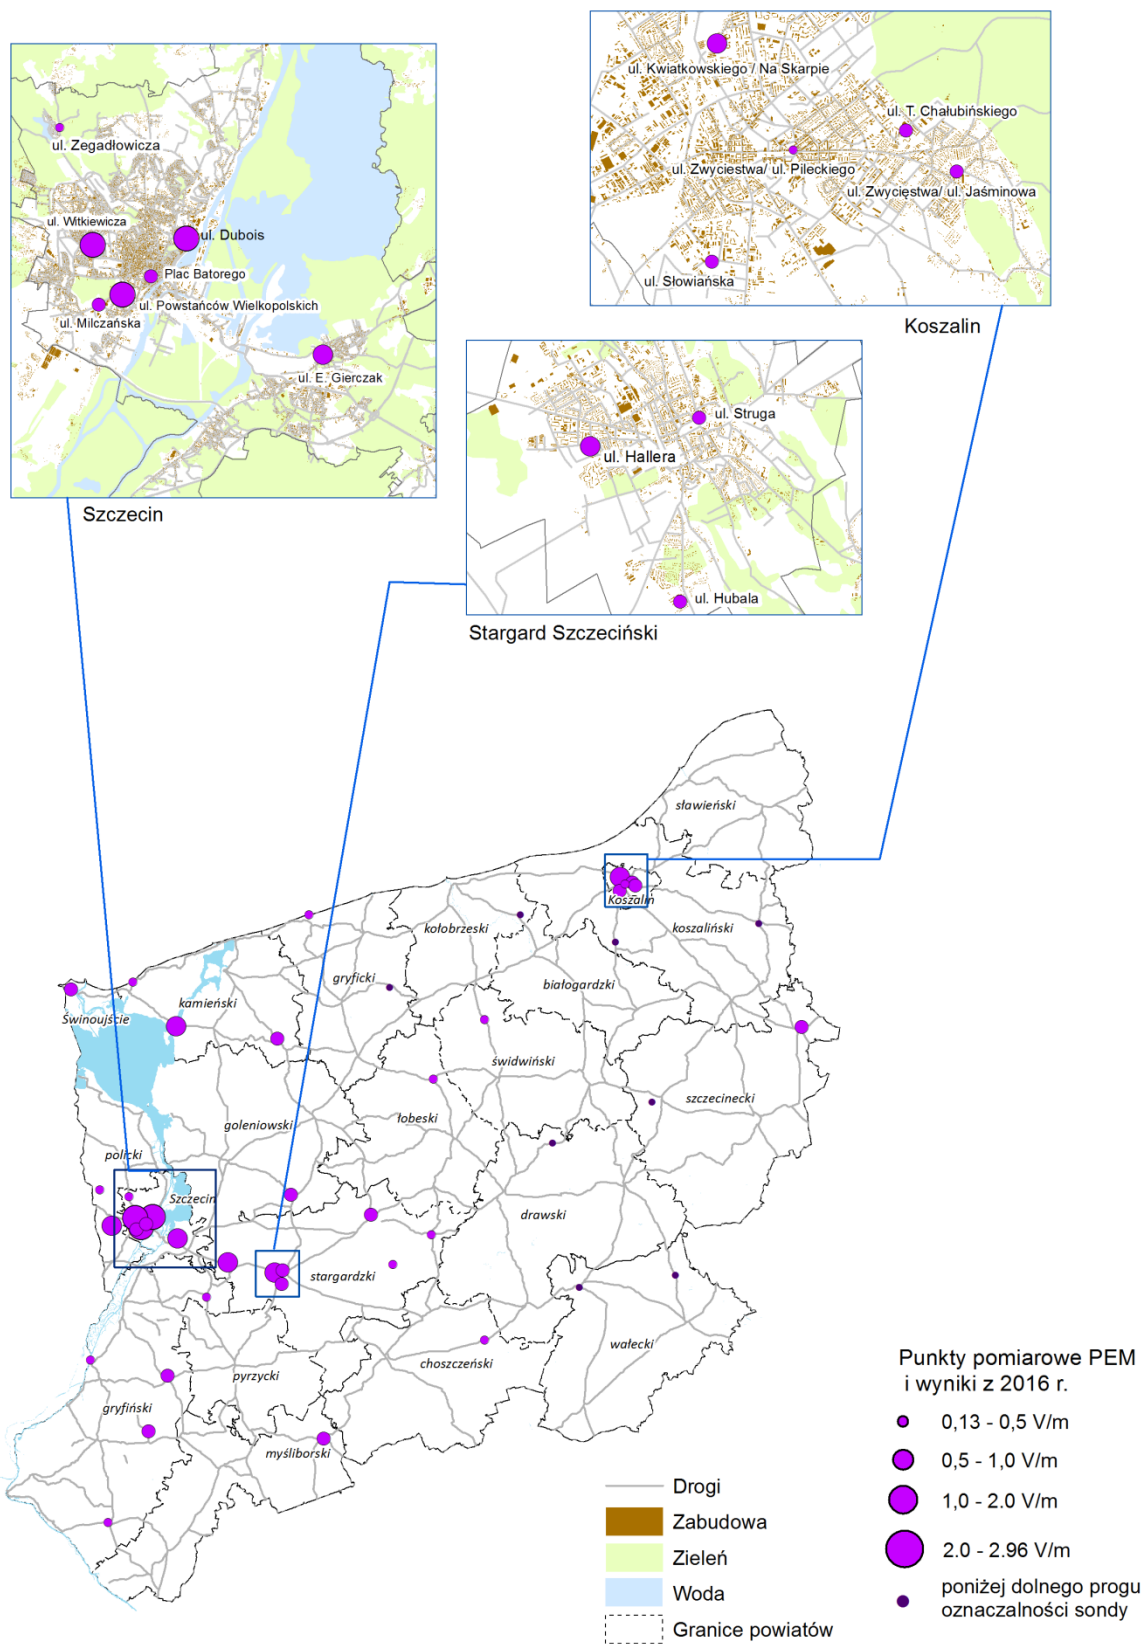 ul. Kwiatkowskiego / Na Skarpie
ul. T. Chałubińskiego
ul. Zwyciestwa/ ul. Pileckiego
ul. Zwycięstwa/ ul. Jaśminowa
ul. Słowiańska
Koszalin
ul. Zegadłowicza
ul. Witkiewicza
ul. Dubois
Plac Batorego
ul. Powstańców Wielkopolskich
ul. Milczańska
ul. E. Gierczak
Szczecin
ul. Struga
ul. Hallera
ul. Hubala
Stargard Szczeciński
sławieński
Koszalin
kołobrzeski
koszaliński
gryficki
białogardzki
kamieński
Świnoujście
świdwiński
szczecinecki
goleniowski
łobeski
policki
Szczecin
drawski
stargardzki
wałecki
choszczeński
pyrzycki
gryfiński
myśliborski
Punkty pomiarowe PEM
i wyniki z 2016 r.
0,13 - 0,5 V/m
0,5 - 1,0 V/m
1,0 - 2.0 V/m
2.0 - 2.96 V/m
poniżej dolnego progu
oznaczalności sondy
Drogi
Zabudowa
Zieleń
Woda
Granice powiatów